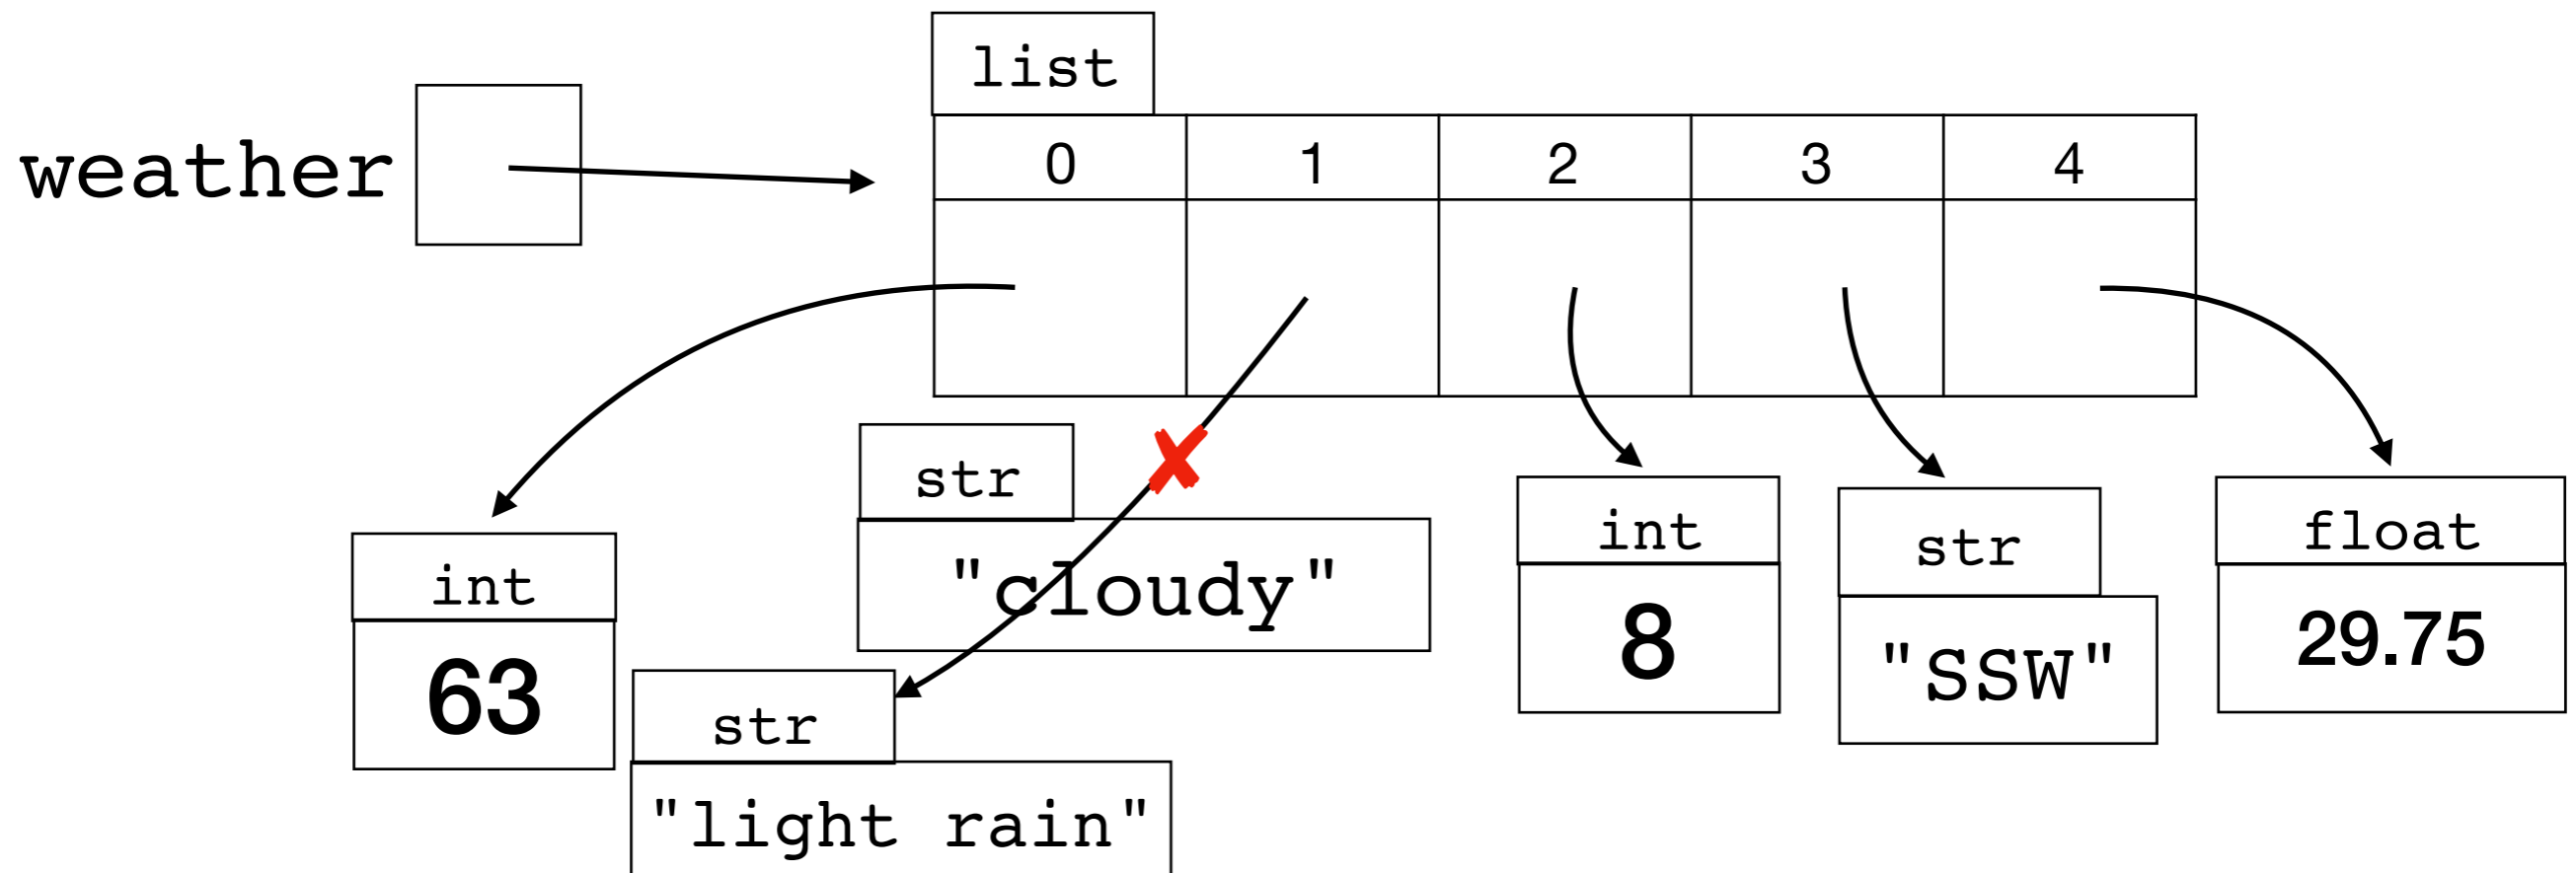 list
weather
0 1 2 3 4
str
"cloudy"
int
63
str
"light rain"
int
8
str
"SSW"
float
29.75